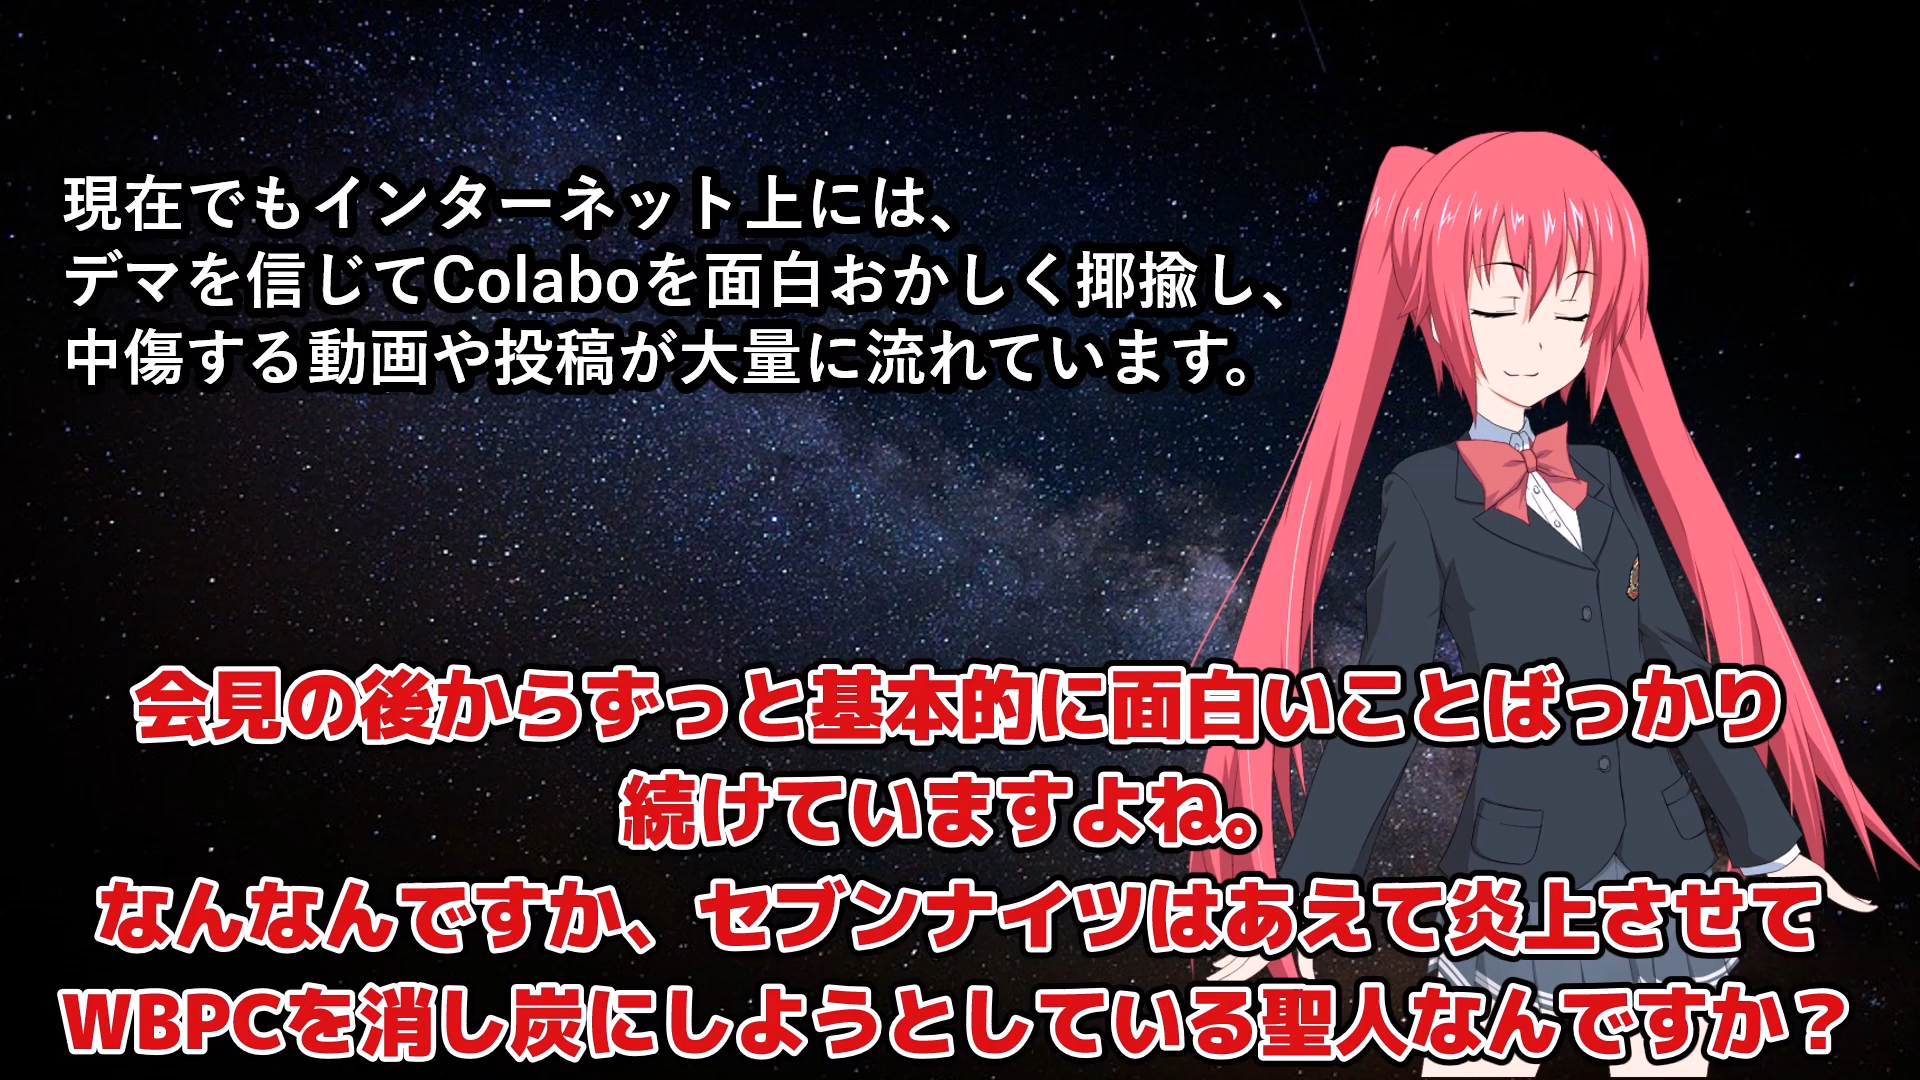 現在でもインターネット上には、
デマを信じてColaboを面白おかしく揶揄し、
中傷する動画や投稿が大量に流れています。
会見の後からずっと基本的に面白いことばっかり
続けていますよね。
なんなんですか、セブンナイツはあえて炎上させて
WBPCを消し炭にしようとしている聖人なんですか？